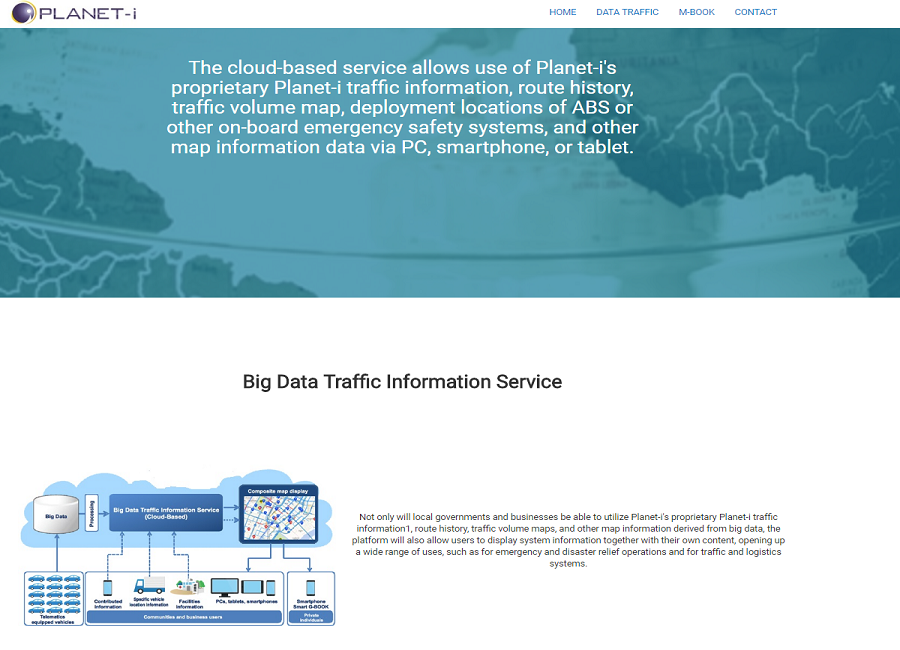 PLANET-i
HOME DATA TRAFFIC M-BOOK CONTACT
The cloud-based service allows use of Planet-i's
proprietary Planet-i traffic information, route history,
traffic volume map, deployment locations of ABS or
other on-board emergency safety systems, and other
map information data via PC, smartphone, or tablet.
Big Data Traffic Information Service
Big Data
Processing
Big Data Traffic Information Service
(Cloud-Based)
Composite map display
Telematics
equipped vehicles
Contributed
information
Specific vehicle
location information
Facilities
information
PCs, tablets, smartphones
Communities and business users
Smartphone
Smart G-BOOK
Private
individuals
Not only will local governments and businesses be able to utilize Planet-i's proprietary Planet-i traffic
information1, route history, traffic volume maps, and other map information derived from big data, the
platform will also allow users to display system information together with their own content, opening up
a wide range of uses, such as for emergency and disaster relief operations and for traffic and logistics
systems.